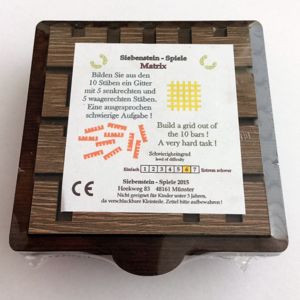 Siebenstein - Spiele
Matrix
Bilden Sie aus den
10 Stäben ein Gitter
mit 5 senkrechten und
5 waagerechten Stäben.
Eine ausgesprochen
schwierige Aufgabe !
Build a grid out of
the 10 bars !
A very hard task !
Schwierigkeitsgrad
level of difficulty
Einfach 1 2 3 4 5 6 7 Extrem schwer
Siebenstein - Spiele 2015
Heekweg 83 48161 Münster
Nicht geeignet für Kinder unter 3 Jahren,
da verschluckbare Kleinteile. Zettel bitte aufbewahren !
CE